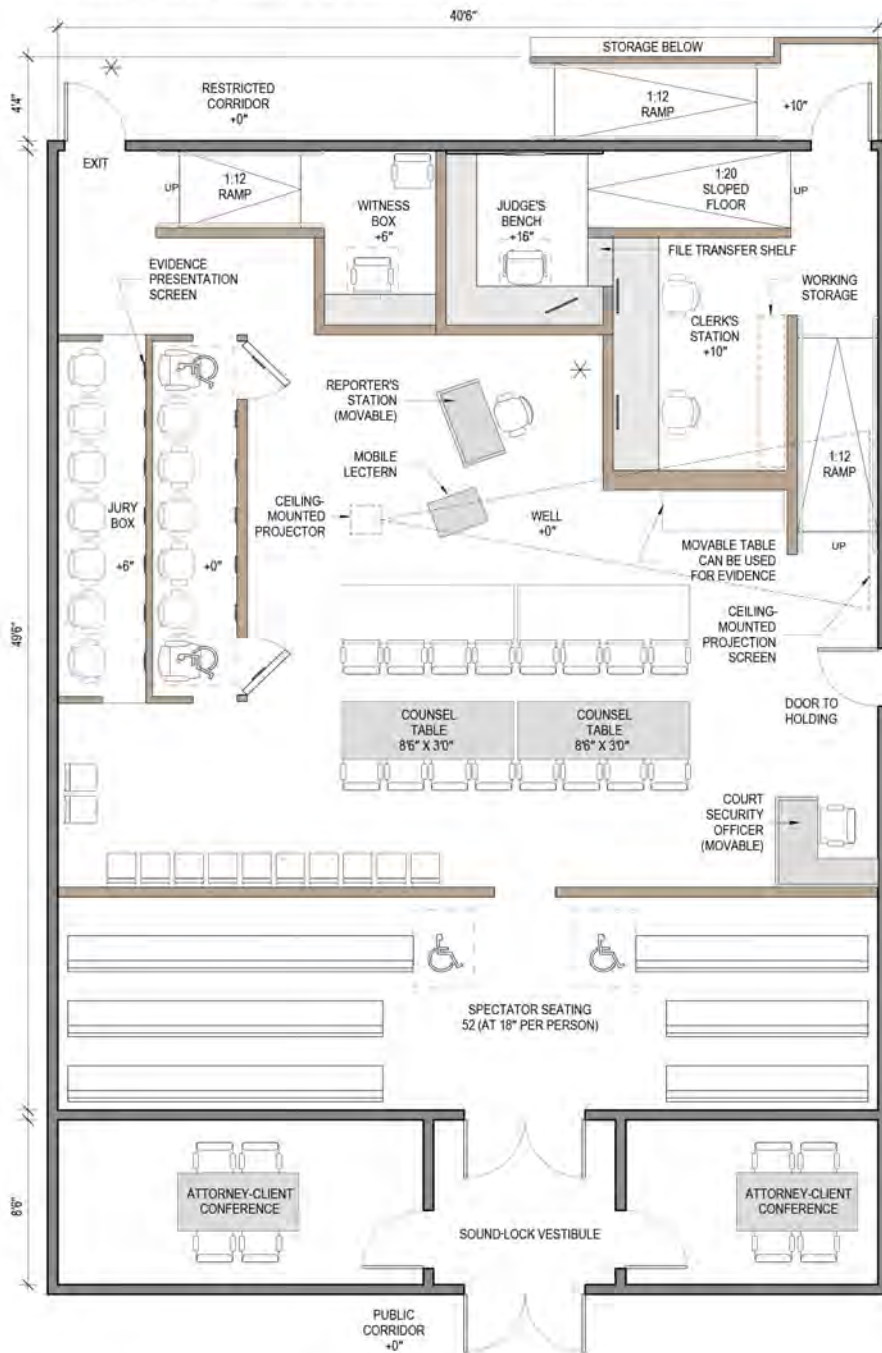 40'6"
STORAGE BELOW
4'4"
RESTRICTED
CORRIDOR
+0"
1:12
RAMP
+10"
EXIT
UP
1:12
RAMP
WITNESS
BOX
+6"
JUDGE'S
BENCH
+16"
1:20
SLOPED
FLOOR
UP
FILE TRANSFER SHELF
EVIDENCE
PRESENTATION
SCREEN
WORKING
STORAGE
CLERK'S
STATION
+10"
REPORTER'S
STATION
(MOVABLE)
MOBILE
LECTERN
CEILING-
MOUNTED
PROJECTOR
1:12
RAMP
JURY
BOX
+6"
+0"
WELL
+0"
UP
MOVABLE TABLE
CAN BE USED
FOR EVIDENCE
49'6"
CEILING-
MOUNTED
PROJECTION
SCREEN
DOOR TO
HOLDING
COUNSEL
TABLE
8'6" X 3'0"
COUNSEL
TABLE
8'6" X 3'0"
COURT
SECURITY
OFFICER
(MOVABLE)
SPECTATOR SEATING
52 (AT 18" PER PERSON)
8'6"
ATTORNEY-CLIENT
CONFERENCE
ATTORNEY-CLIENT
CONFERENCE
SOUND-LOCK VESTIBULE
PUBLIC
CORRIDOR
+0"